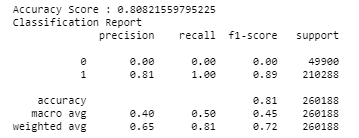 Accuracy Score : 0.80821559795225
Classification Report
precision recall f1-score support
0 0.00 0.00 0.00 49900
1 0.81 1.00 0.89 210288
accuracy 0.81 260188
macro avg 0.40 0.50 0.45 260188
weighted avg 0.65 0.81 0.72 260188